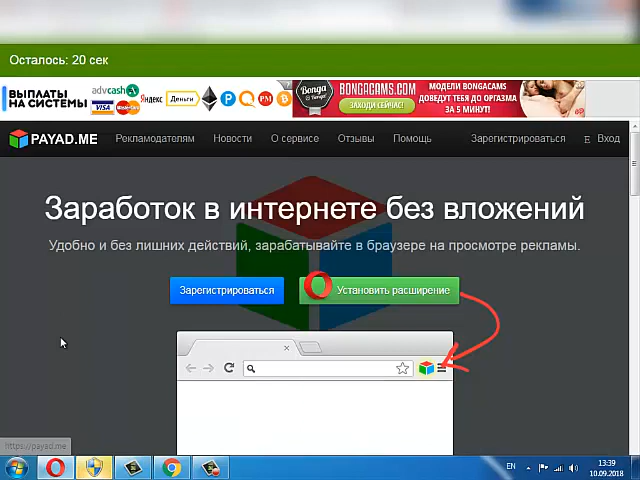 Осталось: 20 сек
ВЫПЛАТЫ
НА СИСТЕМЫ
advcash
VISA
MasterCard
Яндекс
Деньги
Bonga
BONGACAMS.COM
ЗАХОДИ СЕЙЧАС!
МОДЕЛИ BONGACAMS
ДОВЕДУТ ТЕБЯ ДО ОРГАЗМА
ЗА 5 МИНУТ!
PAYAD.ME Рекламодателям Новости О сервисе Отзывы Помощь Зарегистрироваться E Вход
Заработок в интернете без вложений
Удобно и без лишних действий, зарабатывайте в браузере на просмотре рекламы.
Зарегистрироваться
Установить расширение
https://payad.me
EN
13:39
10.09.2018